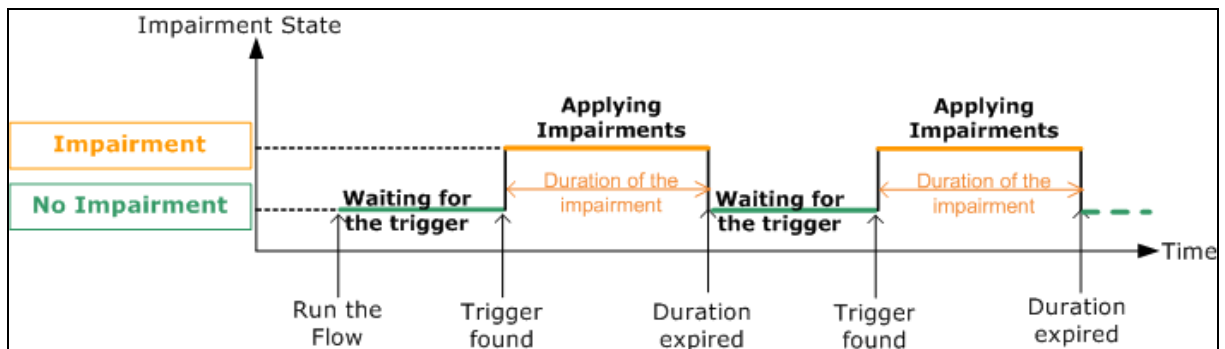 Impairment State
Applying
Impairments
Applying
Impairments
Impairment
Duration of the
impairment
Duration of the
impairment
No Impairment
Waiting for
the trigger
Waiting for
the trigger
Time
Run the
Flow
Trigger
found
Duration
expired
Trigger
found
Duration
expired